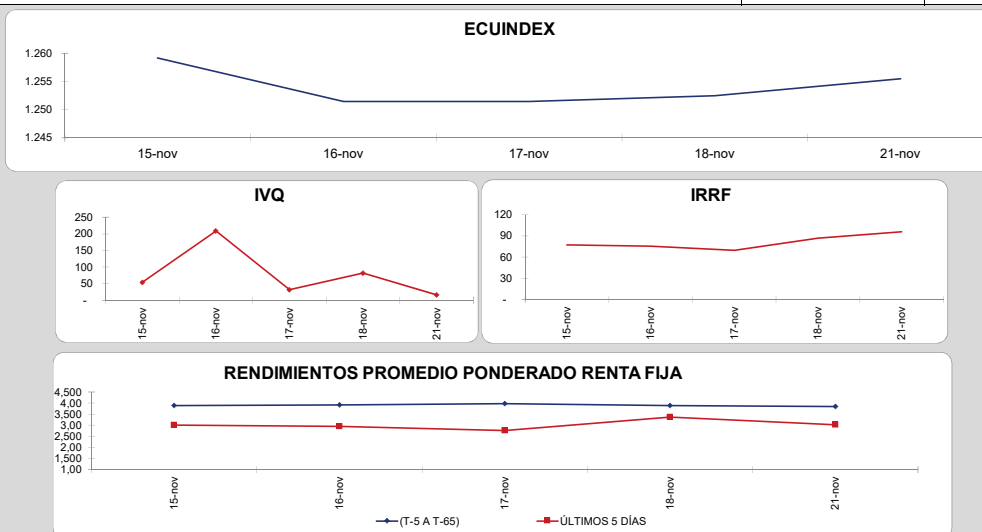 ECUINDEX
1.260
1.255
1.250
1.245
15-nov 16-nov 17-nov 18-nov 21-nov
IVQ
250
200
150
100
50
-
15-nov 16-nov 17-nov 18-nov 21-nov
IRRF
120
90
60
30
-
15-nov 16-nov 17-nov 18-nov 21-nov
RENDIMIENTOS PROMEDIO PONDERADO RENTA FIJA
4,500
4,00
3,500
3,00
2,500
2,00
1,500
1,00
15-nov 16-nov 17-nov 18-nov 21-nov
(T-5 A T-65) ÚLTIMOS 5 DÍAS